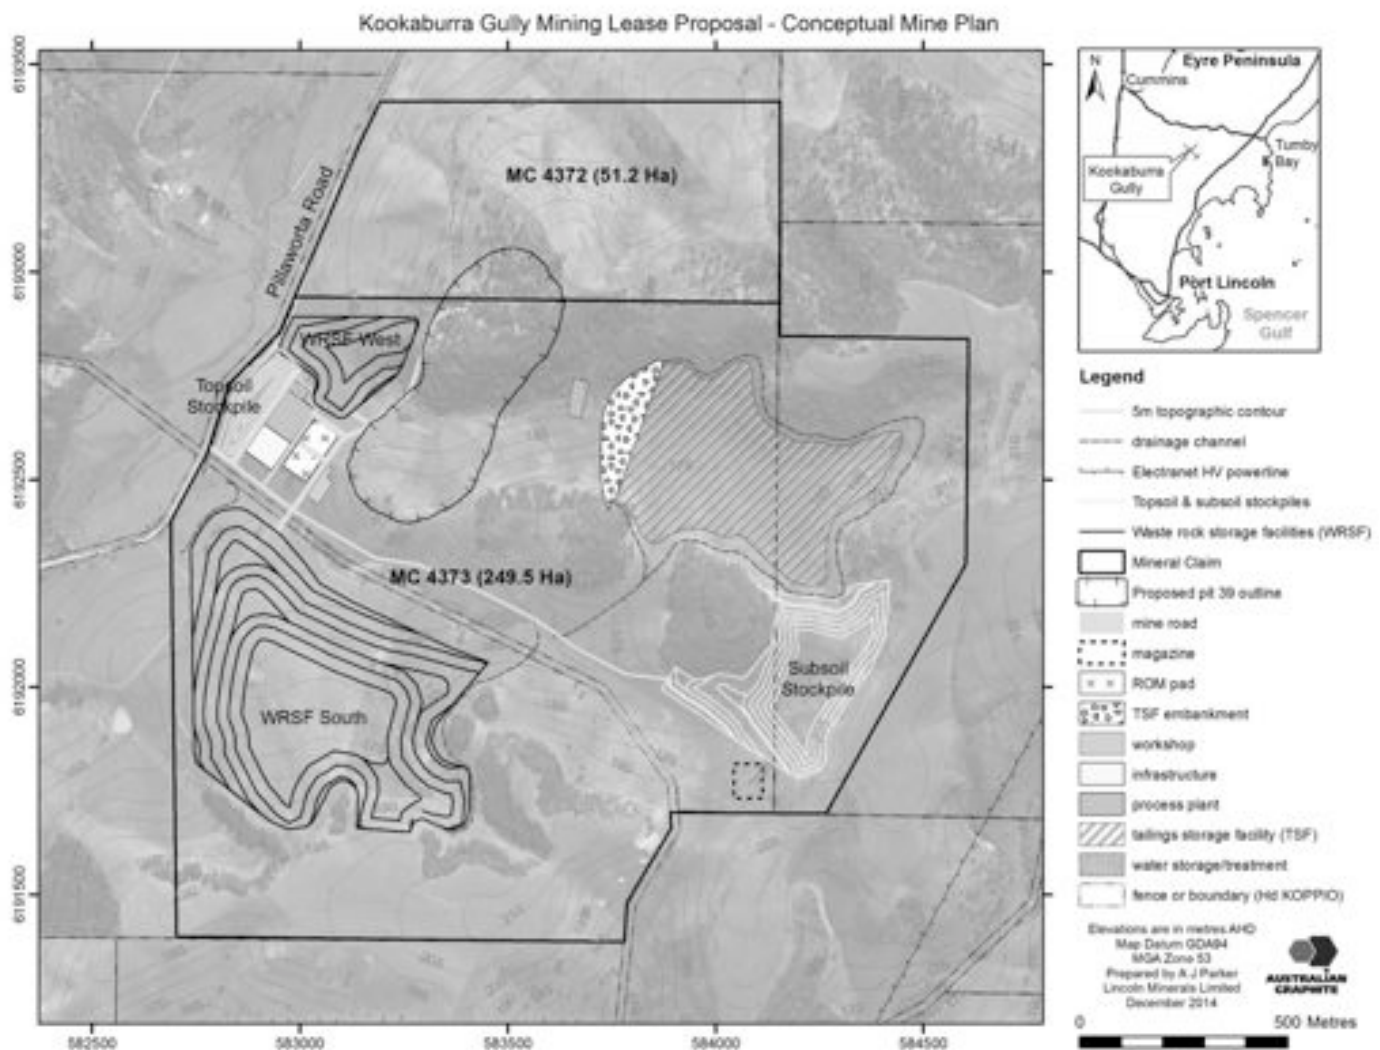 Kookaburra Gully Mining Lease Proposal - Conceptual Mine Plan
6193500
6193000
6192500
6192000
6191500
582500
583000
583500
584000
584500
MC 4372 (51.2 Ha)
Pillaworta Road
WRSF West
Topsoil
Stockpile
MC 4373 (249.5 Ha)
WRSF South
Subsoil
Stockpile
N
Eyre Peninsula
Cummins
Tumby
Bay
Kookaburra
Gully
Port Lincoln
Spencer
Gulf
Legend
5m topographic contour
drainage channel
Electranet HV powerline
Topsoil & subsoil stockpiles
Waste rock storage facilities (WRSF)
Mineral Claim
Proposed pit 39 outline
mine road
magazine
ROM pad
TSF embankment
workshop
infrastructure
process plant
tailings storage facility (TSF)
water storage/treatment
fence or boundary (Hd KOPPIO)
Elevations are in metres AHD
Map Datum GDA94
MGA Zone 53
Prepared by A J Parker
Lincoln Minerals Limited
December 2014
AUSTRALIAN
GRAPHITE
0 500 Metres